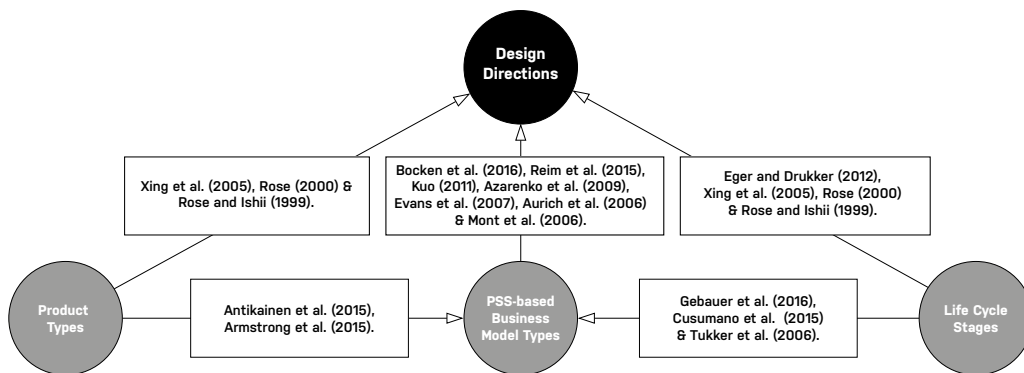 Design
Directions
Xing et al. (2005), Rose (2000) &
Rose and Ishii (1999).
Bocken et al. (2016), Reim et al. (2015),
Kuo (2011), Azarenko et al. (2009),
Evans et al. (2007), Aurich et al. (2006)
& Mont et al. (2006).
Eger and Drukker (2012),
Xing et al. (2005), Rose (2000)
& Rose and Ishii (1999).
Product
Types
Antikainen et al. (2015),
Armstrong et al. (2015).
PSS-based
Business
Model Types
Gebauer et al. (2016),
Cusumano et al. (2015)
& Tukker et al. (2006).
Life Cycle
Stages